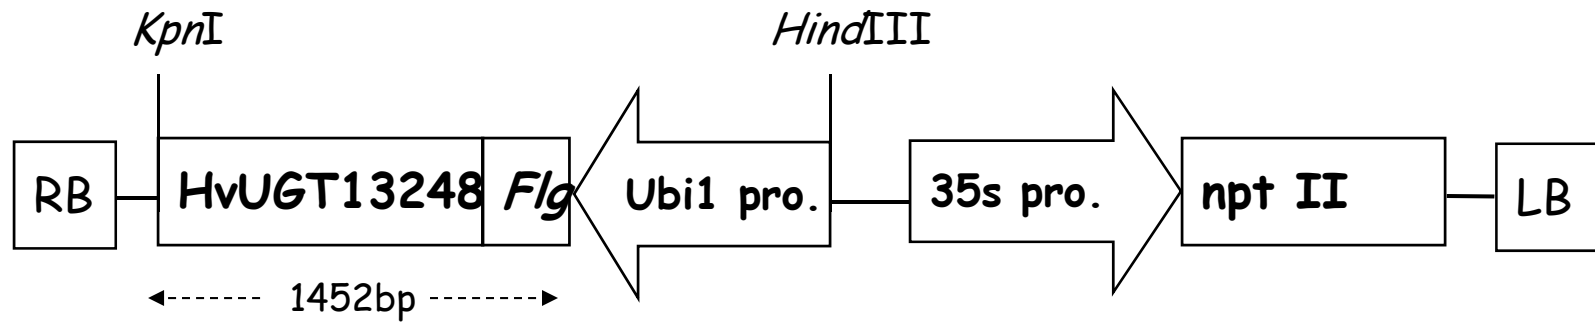 KpnI HindIII
RB HvUGT13248 Flg Ubi1 pro. 35s pro. npt II LB
1452bp